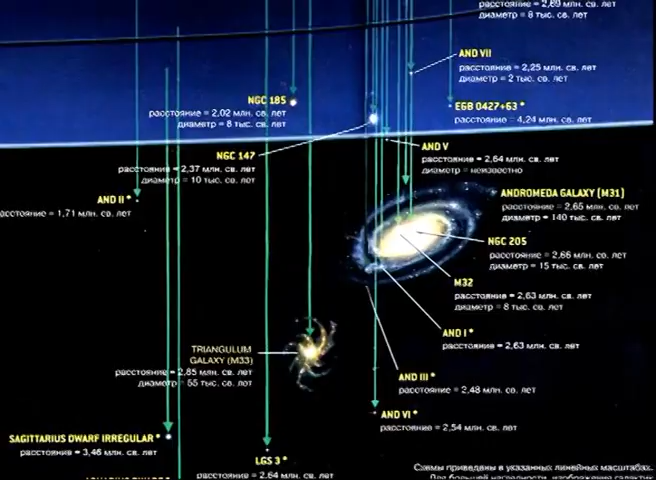 диаметр = 8 тыс. св. лет
AND VII
расстояние = 2,25 млн. св. лет
диаметр = 2 тыс. св. лет
NGC 185
расстояние = 2,02 млн. св. лет
диаметр = 8 тыс. св. лет
EGB 0427+63 *
расстояние = 4,24 млн. св. лет
NGC 147
расстояние = 2,37 млн. св. лет
диаметр = 10 тыс. св. лет
AND V
расстояние = 2,64 млн. св. лет
диаметр = неизвестно
AND II *
расстояние = 1,71 млн. св. лет
ANDROMEDA GALAXY (M31)
расстояние = 2,65 млн. св. лет
диаметр = 140 тыс. св. лет
NGC 205
расстояние = 2,66 млн. св. лет
диаметр = 15 тыс. св. лет
M32
расстояние = 2,63 млн. св. лет
диаметр = 8 тыс. св. лет
AND I *
расстояние = 2,63 млн. св. лет
TRIANGULUM
GALAXY (M33)
расстояние = 2,85 млн. св. лет
диаметр = 55 тыс. св. лет
AND III *
расстояние = 2,48 млн. св. лет
AND VI *
расстояние = 2,54 млн. св. лет
SAGITTARIUS DWARF IRREGULAR *
расстояние = 3,46 млн. св. лет
LGS 3 *
расстояние = 2,64 млн. св. лет
Схемы приведены в указанных линейных масштабах.
Для большей наглядности, изображения галактик